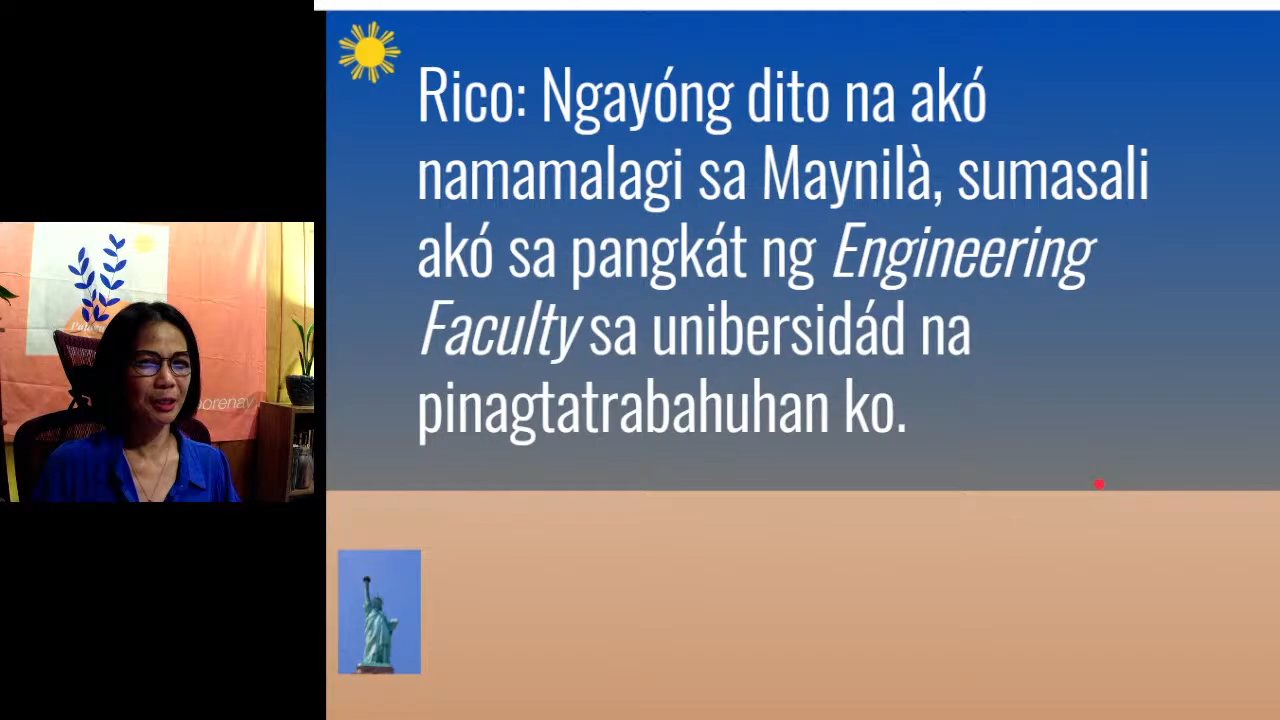 Rico: Ngayóng dito na akó
namamalagi sa Maynilà, sumasali
akó sa pangkát ng Engineering
Faculty sa unibersidád na
pinagtatrabahuhan ko.